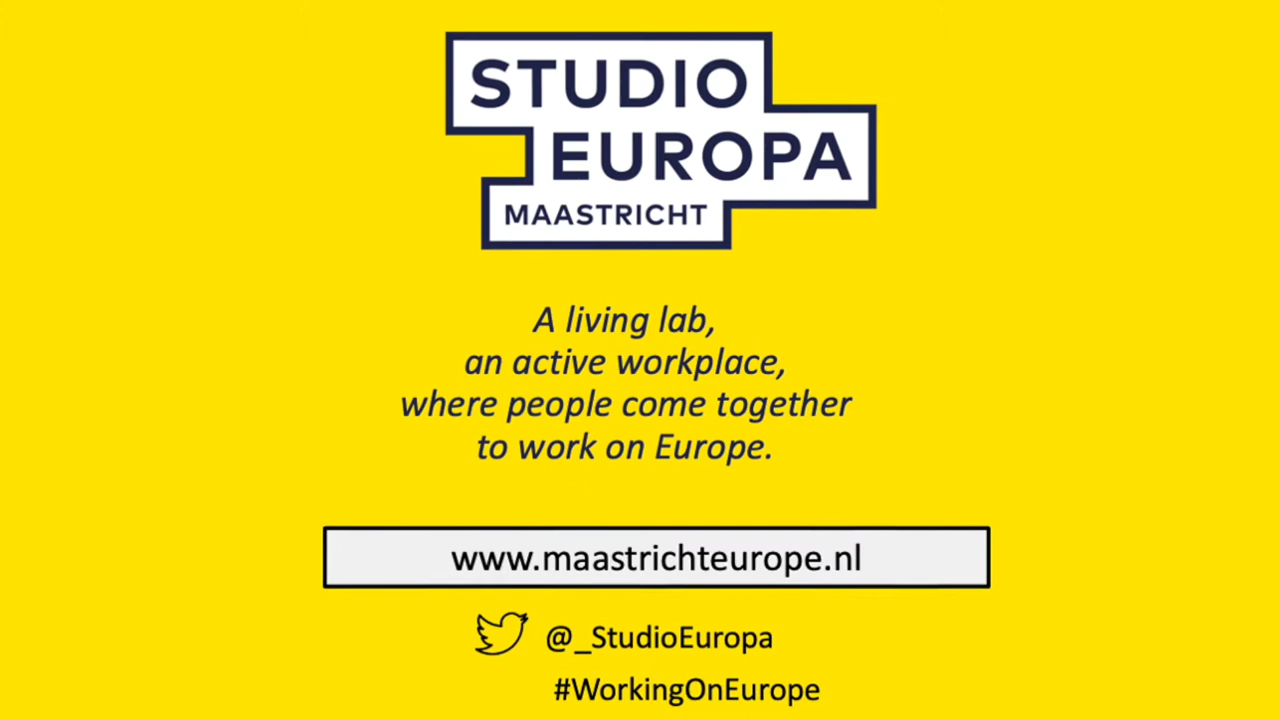 STUDIO
EUROPA
MAASTRICHT
A living lab,
an active workplace,
where people come together
to work on Europe.
www.maastrichteurope.nl
@_StudioEuropa
#WorkingOnEurope